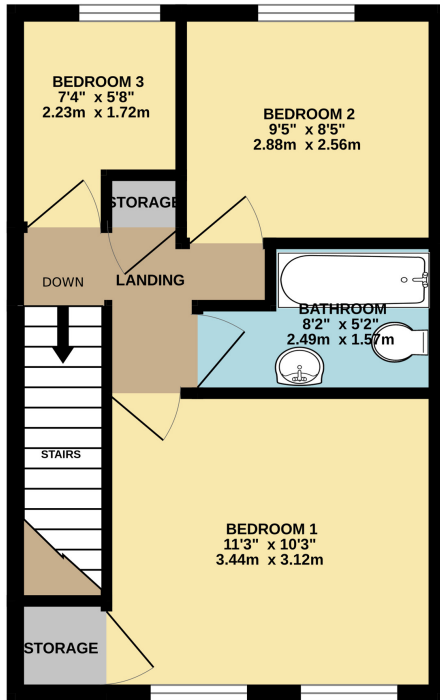 BEDROOM 3
7'4" x 5'8"
2.23m x 1.72m
BEDROOM 2
9'5" x 8'5"
2.88m x 2.56m
STORAGE
DOWN
LANDING
BATHROOM
8'2" x 5'2"
2.49m x 1.57m
STAIRS
BEDROOM 1
11'3" x 10'3"
3.44m x 3.12m
STORAGE